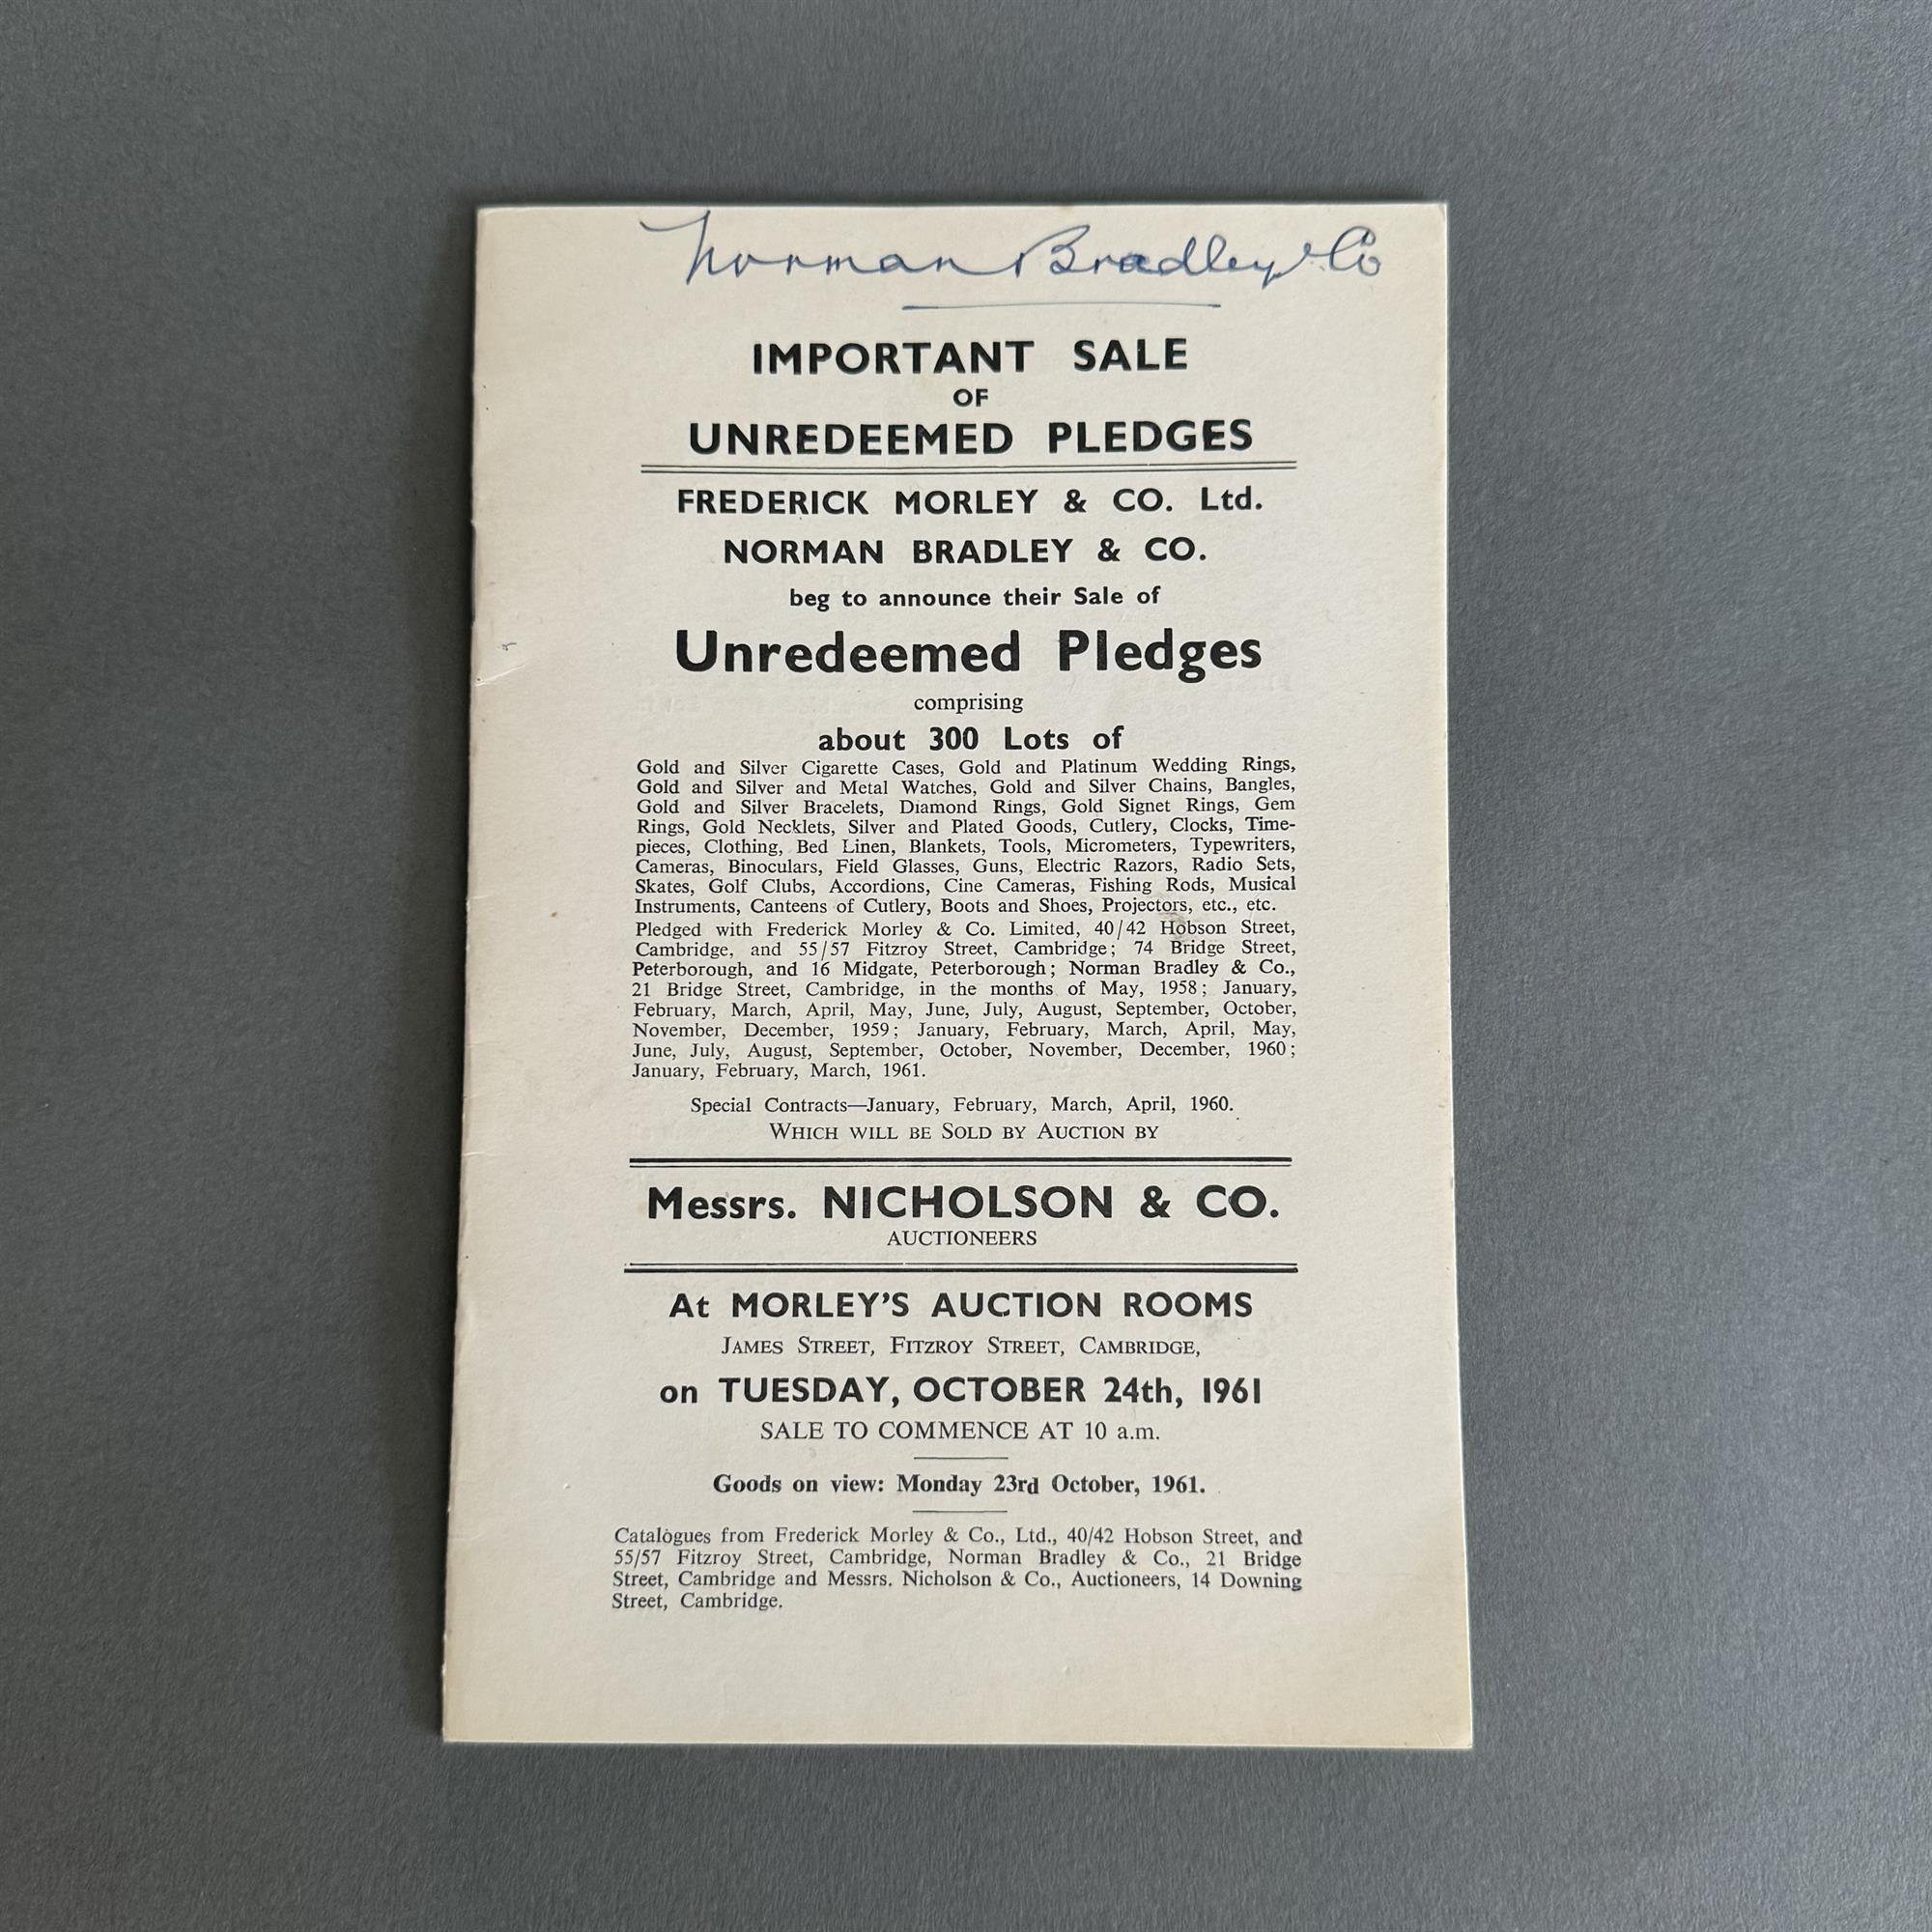 Norman Bradley & Co
IMPORTANT SALE
OF
UNREDEEMED PLEDGES
FREDERICK MORLEY & CO. Ltd.
NORMAN BRADLEY & CO.
beg to announce their Sale of
Unredeemed Pledges
comprising
about 300 Lots of
Gold and Silver Cigarette Cases, Gold and Platinum Wedding Rings,
Gold and Silver and Metal Watches, Gold and Silver Chains, Bangles,
Gold and Silver Bracelets, Diamond Rings, Gold Signet Rings, Gem
Rings, Gold Necklets, Silver and Plated Goods, Cutlery, Clocks, Time-
pieces, Clothing, Bed Linen, Blankets, Tools, Micrometers, Typewriters,
Cameras, Binoculars, Field Glasses, Guns, Electric Razors, Radio Sets,
Skates, Golf Clubs, Accordions, Cine Cameras, Fishing Rods, Musical
Instruments, Canteens of Cutlery, Boots and Shoes, Projectors, etc., etc.
Pledged with Frederick Morley & Co. Limited, 40/42 Hobson Street,
Cambridge, and 55/57 Fitzroy Street, Cambridge; 74 Bridge Street,
Peterborough, and 16 Midgate, Peterborough; Norman Bradley & Co.,
21 Bridge Street, Cambridge, in the months of May, 1958; January,
February, March, April, May, June, July, August, September, October,
November, December, 1959; January, February, March, April, May,
June, July, August, September, October, November, December, 1960;
January, February, March, 1961.
Special Contracts—January, February, March, April, 1960.
WHICH WILL BE SOLD BY AUCTION BY
Messrs. NICHOLSON & CO.
AUCTIONEERS
At MORLEY'S AUCTION ROOMS
JAMES STREET, FITZROY STREET, CAMBRIDGE,
on TUESDAY, OCTOBER 24th, 1961
SALE TO COMMENCE AT 10 a.m.
Goods on view: Monday 23rd October, 1961.
Catalogues from Frederick Morley & Co., Ltd., 40/42 Hobson Street, and
55/57 Fitzroy Street, Cambridge, Norman Bradley & Co., 21 Bridge
Street, Cambridge and Messrs. Nicholson & Co., Auctioneers, 14 Downing
Street, Cambridge.